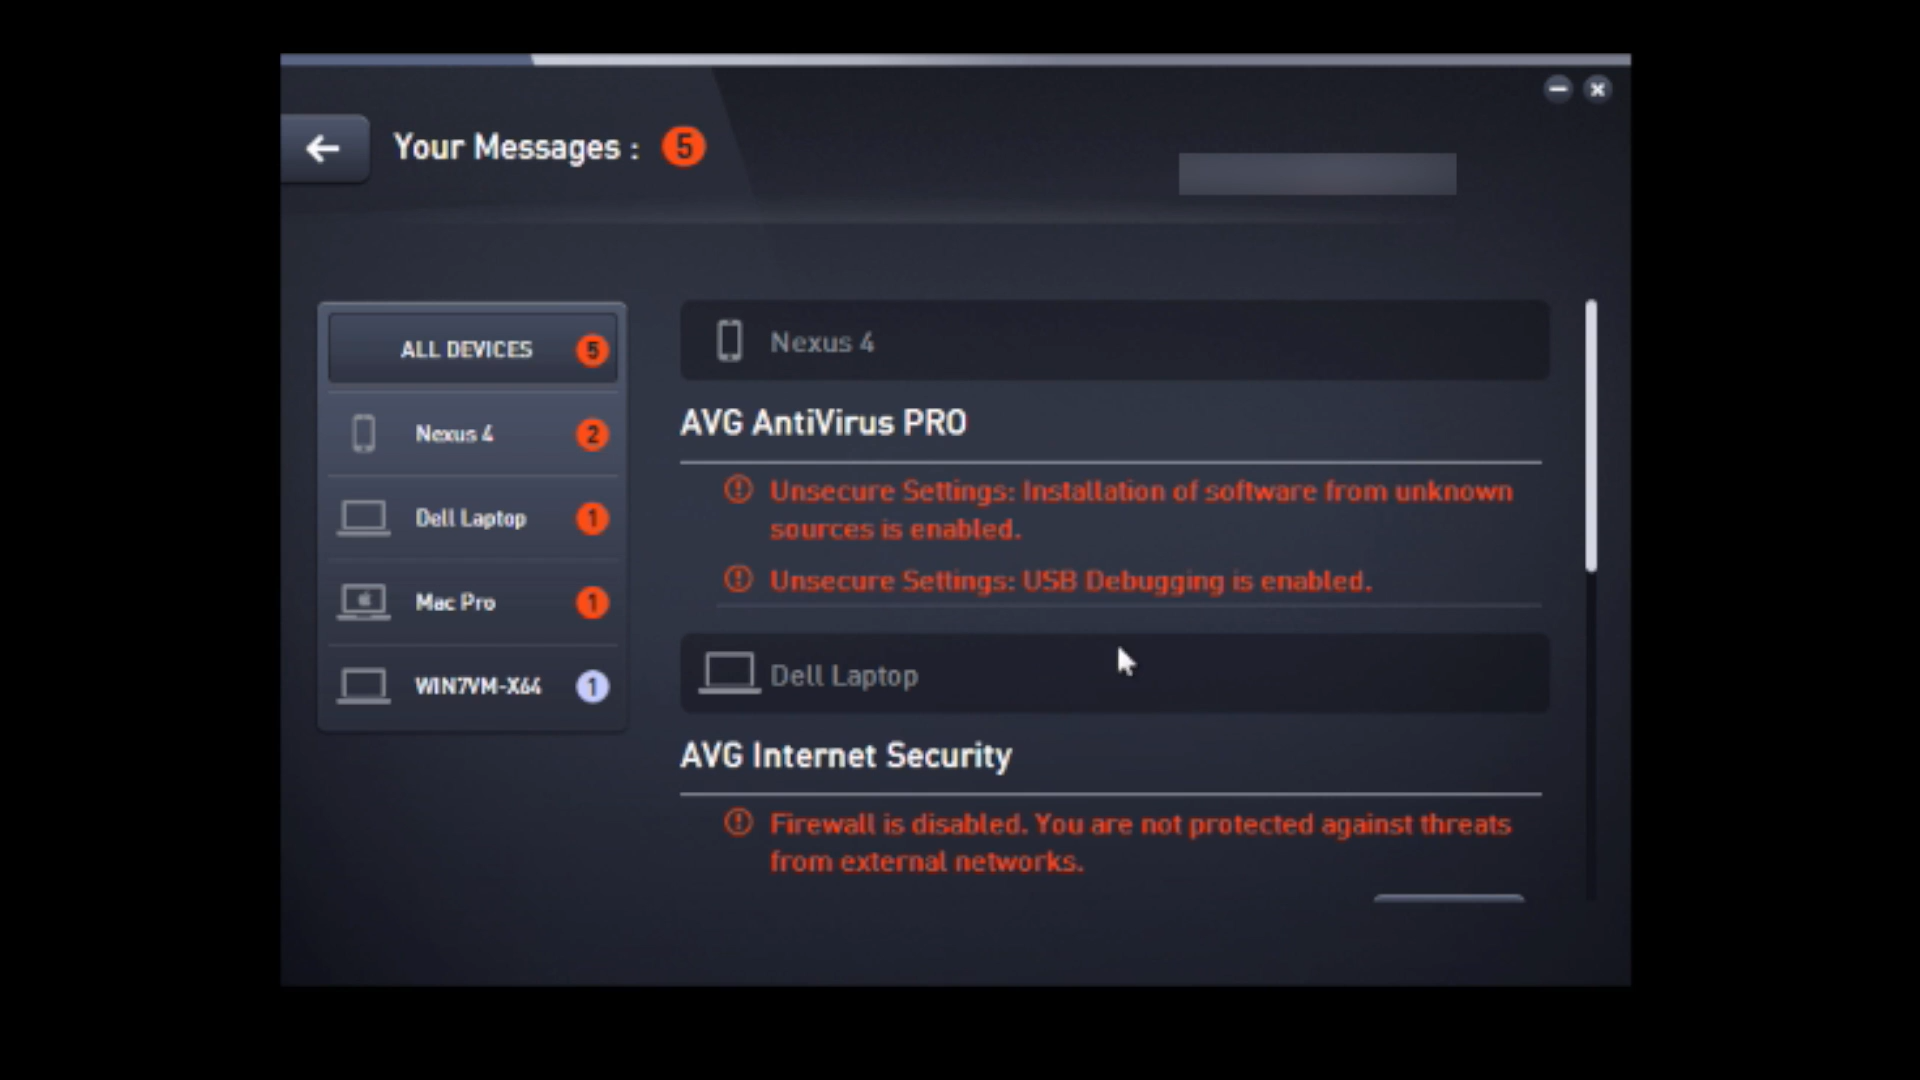 Your Messages : 5
ALL DEVICES 5
Nexus 4 2
Dell Laptop 1
Mac Pro 1
WIN7VM-X64 1
Nexus 4
AVG AntiVirus PRO
Unsecure Settings: Installation of software from unknown
sources is enabled.
Unsecure Settings: USB Debugging is enabled.
Dell Laptop
AVG Internet Security
Firewall is disabled. You are not protected against threats
from external networks.